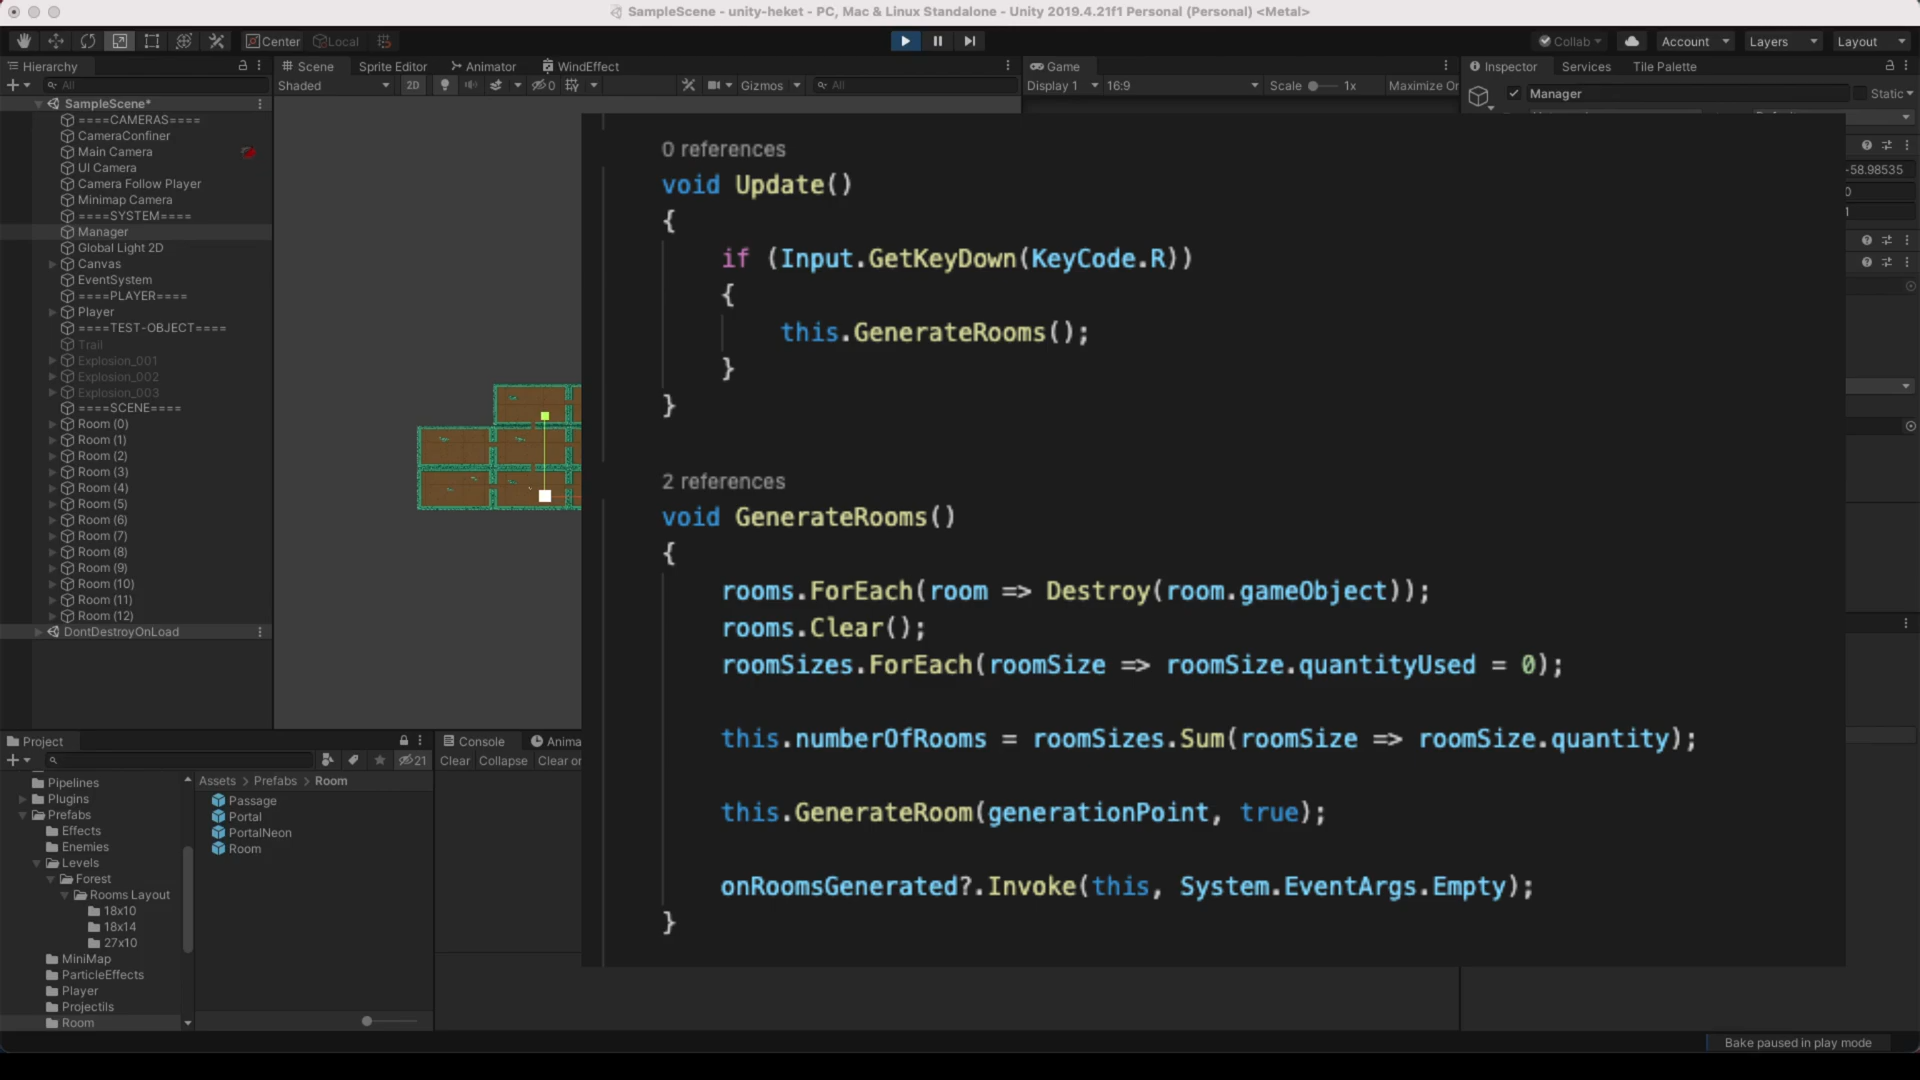 SampleScene - unity-heket - PC, Mac & Linux Standalone - Unity 2019.4.21f1 Personal (Personal) <Metal>
Center
Local
Collab
Account
Layers
Layout
Hierarchy
Scene
Sprite Editor
Animator
WindEffect
Game
Inspector
Services
Tile Palette
All
Shaded
2D
0
Gizmos
All
Display 1
16:9
Scale
1x
Maximize Or
Manager
Static
SampleScene*
====CAMERAS====
CameraConfiner
Main Camera
UI Camera
Camera Follow Player
Minimap Camera
====SYSTEM====
Manager
Global Light 2D
Canvas
EventSystem
====PLAYER====
Player
====TEST-OBJECT====
Trail
Explosion_001
Explosion_002
Explosion_003
====SCENE====
Room (0)
Room (1)
Room (2)
Room (3)
Room (4)
Room (5)
Room (6)
Room (7)
Room (8)
Room (9)
Room (10)
Room (11)
Room (12)
DontDestroyOnLoad
0 references
void Update()
{
if (Input.GetKeyDown(KeyCode.R))
{
this.GenerateRooms();
}
}
2 references
void GenerateRooms()
{
rooms.ForEach(room => Destroy(room.gameObject));
rooms.Clear();
roomSizes.ForEach(roomSize => roomSize.quantityUsed = 0);
this.numberOfRooms = roomSizes.Sum(roomSize => roomSize.quantity);
this.GenerateRoom(generationPoint, true);
onRoomsGenerated?.Invoke(this, System.EventArgs.Empty);
}
-58.98535
0
1
Project
21
Pipelines
Plugins
Prefabs
Effects
Enemies
Levels
Forest
Rooms Layout
18x10
18x14
27x10
MiniMap
ParticleEffects
Player
Projectils
Room
Assets > Prefabs > Room
Passage
Portal
PortalNeon
Room
Console
Anima
Clear
Collapse
Clear or
Bake paused in play mode